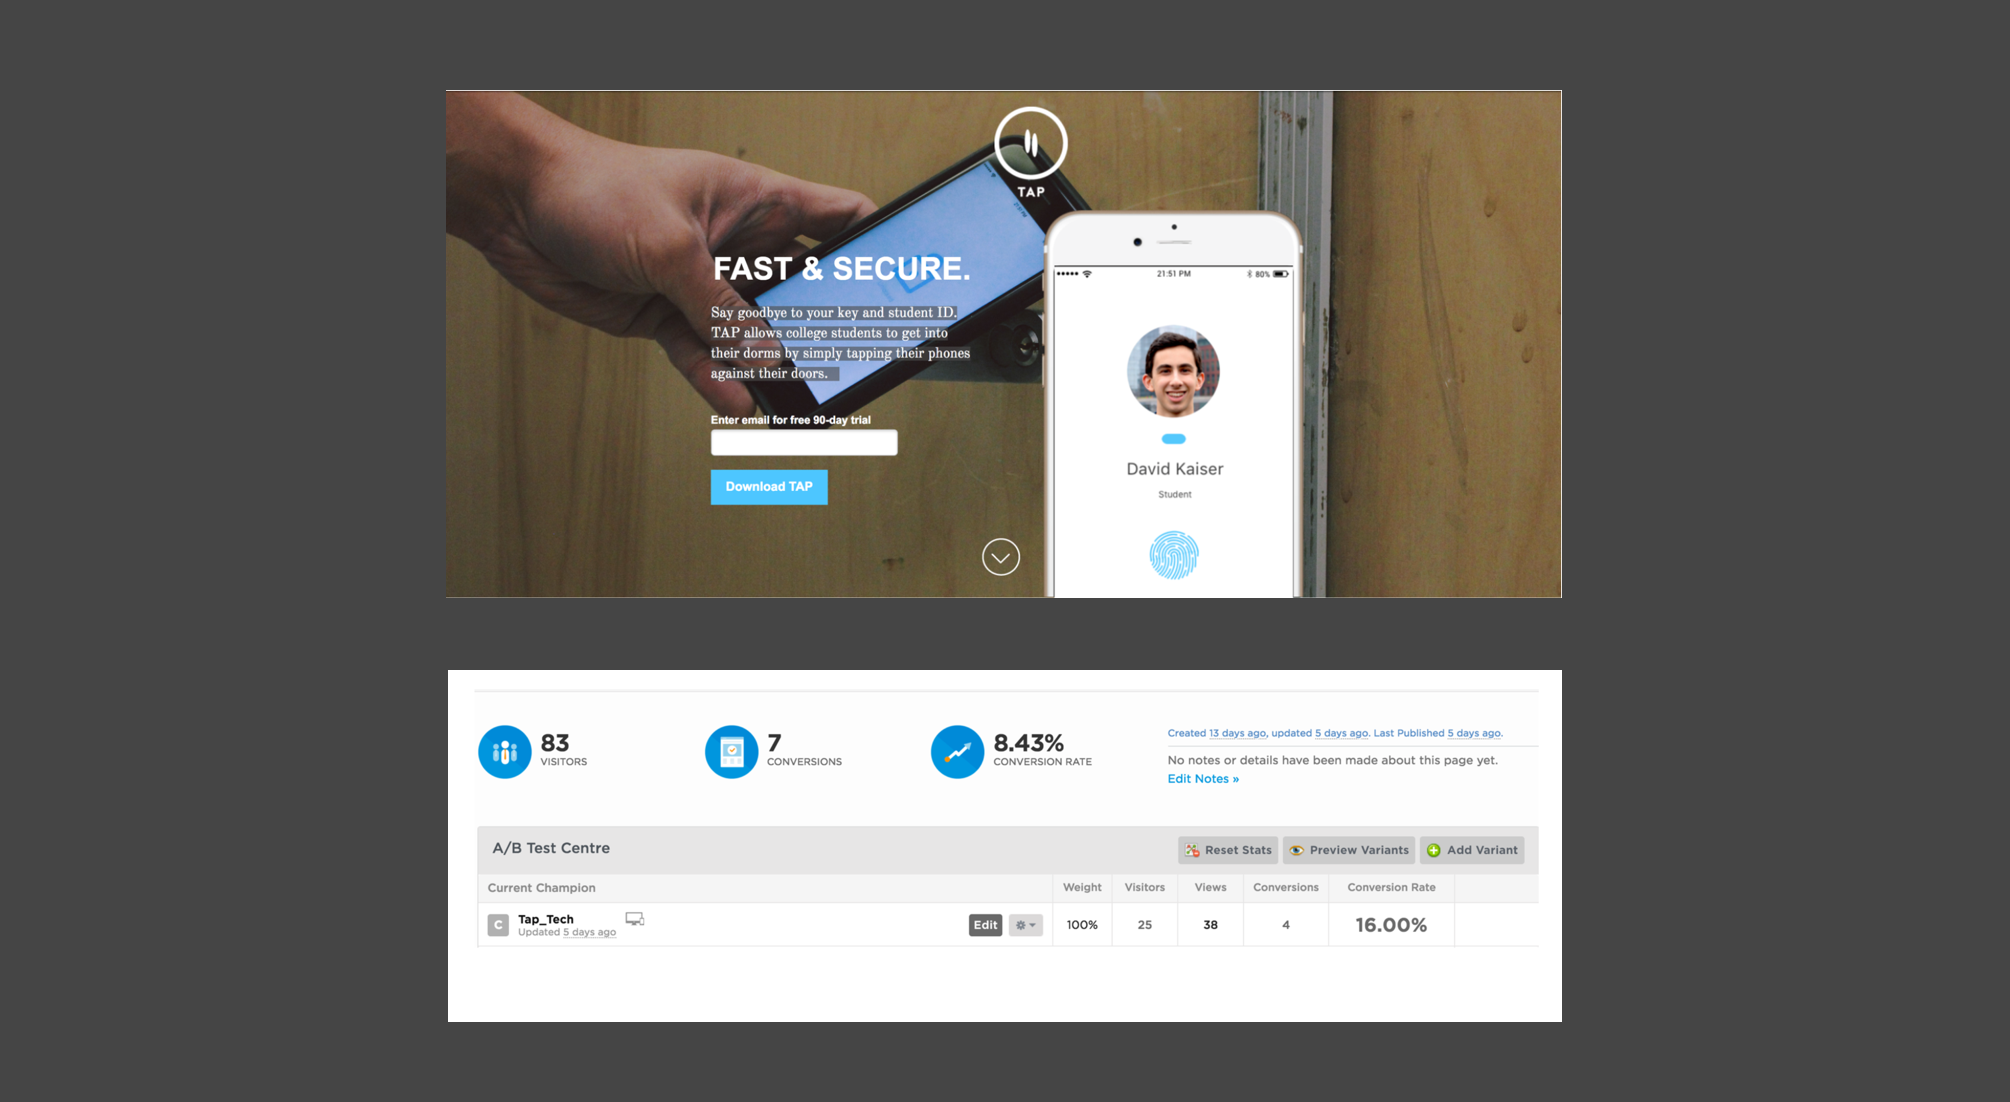 TAP
FAST & SECURE.
Say goodbye to your key and student ID.
TAP allows college students to get into
their dorms by simply tapping their phones
against their doors.
Enter email for free 90-day trial
Download TAP
21:51 PM
80%
David Kaiser
Student
83
VISITORS
7
CONVERSIONS
8.43%
CONVERSION RATE
Created 13 days ago, updated 5 days ago. Last Published 5 days ago.
No notes or details have been made about this page yet.
Edit Notes »
A/B Test Centre
Reset Stats
Preview Variants
Add Variant
Current Champion Weight Visitors Views Conversions Conversion Rate
C Tap_Tech Edit 100% 25 38 4 16.00%
Updated 5 days ago